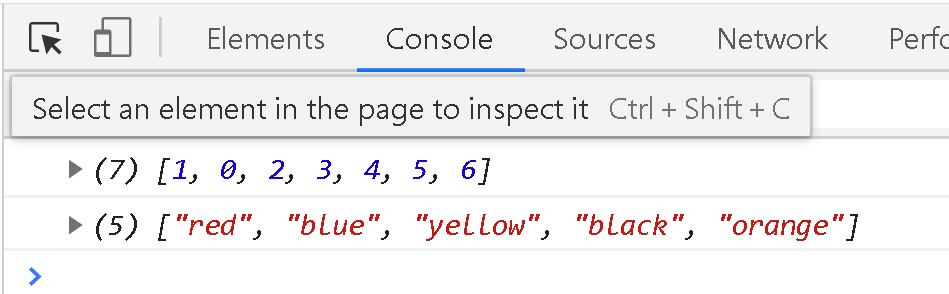 Elements Console Sources Network Perfo
Select an element in the page to inspect it Ctrl + Shift + C
(7) [1, 0, 2, 3, 4, 5, 6]
(5) ["red", "blue", "yellow", "black", "orange"]